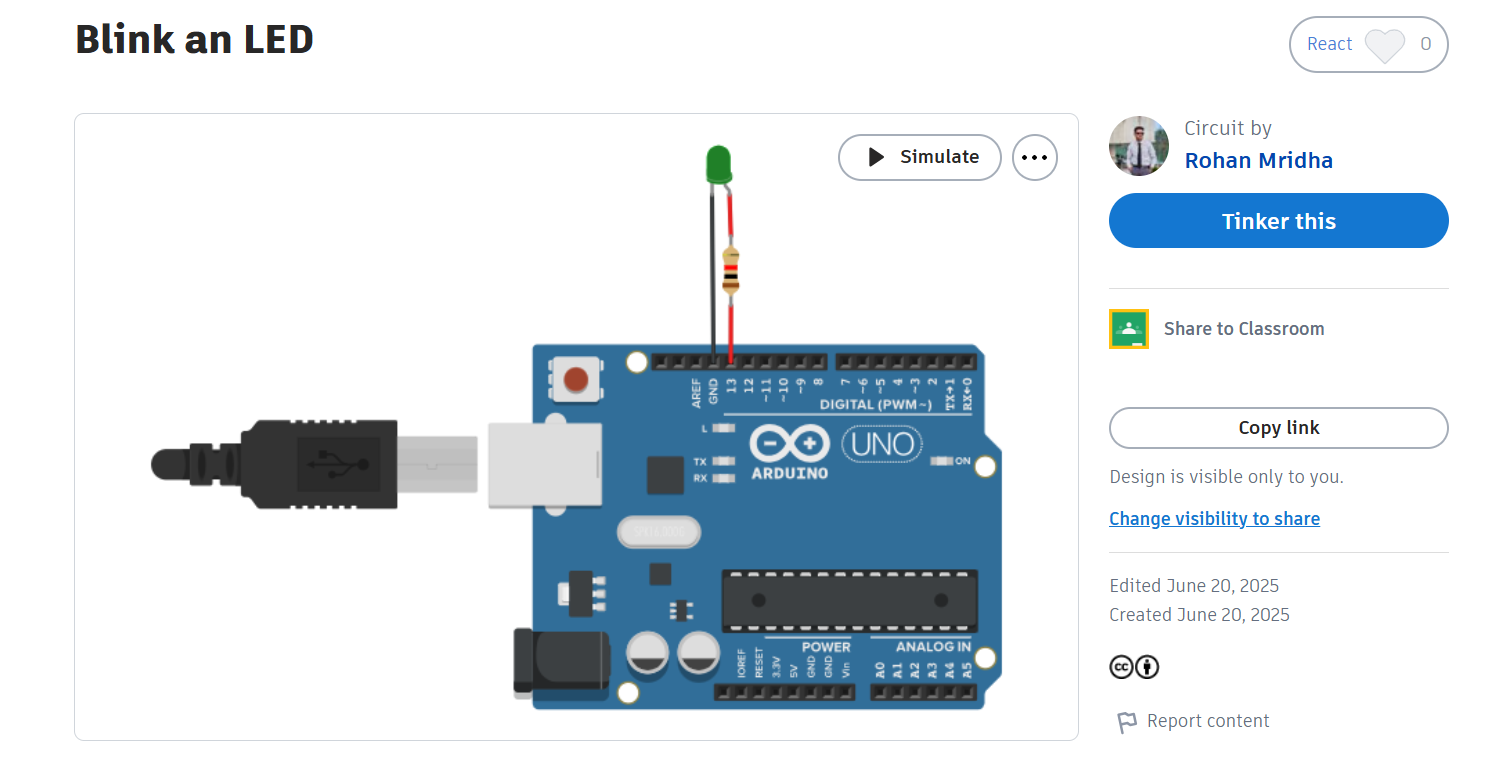 Blink an LED
React 0
Simulate
Circuit by
Rohan Mridha
Tinker this
Share to Classroom
Copy link
Design is visible only to you.
Change visibility to share
Edited June 20, 2025
Created June 20, 2025
cc
Report content
AREF
GND
13
12
~11
~10
~9
8
7
~6
~5
4
~3
2
TX→1
RX←0
DIGITAL (PWM~)
L
TX
RX
ARDUINO
UNO
ON
POWER
ANALOG IN
IOREF
RESET
3.3V
5V
GND
GND
Vin
A0
A1
A2
A3
A4
A5